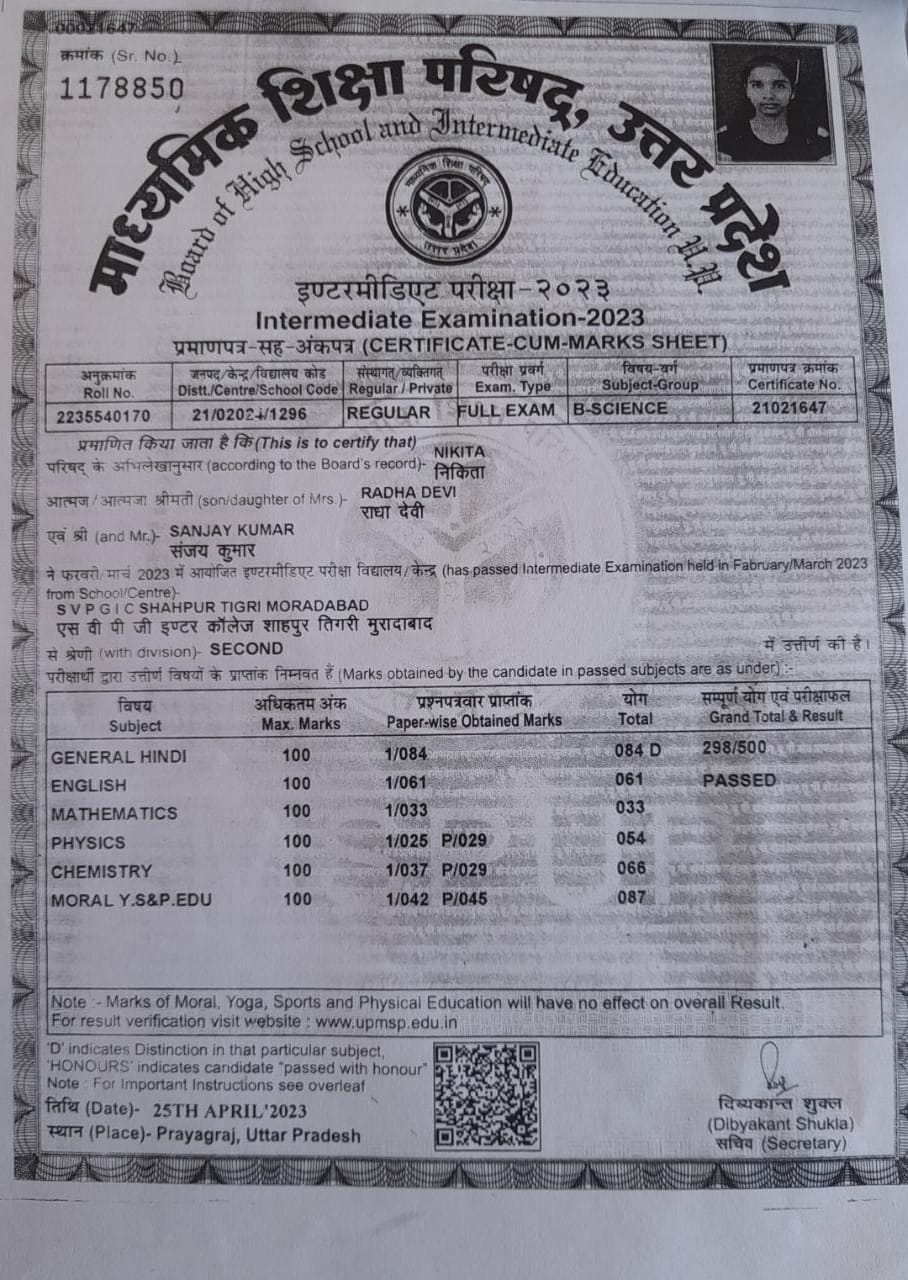 00021647
क्रमांक (Sr. No.)
1178850
माध्यमिक शिक्षा परिषद्, उत्तर प्रदेश
Board of High School and Intermediate Education U.P.
माध्यमिक शिक्षा परिषद्
उत्तर प्रदेश
इण्टरमीडिएट परीक्षा-२०२३
Intermediate Examination-2023
प्रमाणपत्र-सह-अंकपत्र (CERTIFICATE-CUM-MARKS SHEET)
अनुक्रमांक जनपद/केन्द्र/विद्यालय कोड संस्थागत/व्यक्तिगत परीक्षा प्रवर्ग विषय-वर्ग प्रमाणपत्र क्रमांक
Roll No. Distt./Centre/School Code Regular / Private Exam. Type Subject-Group Certificate No.
2235540170 21/02024/1296 REGULAR FULL EXAM B-SCIENCE 21021647
प्रमाणित किया जाता है कि (This is to certify that)
परिषद् के अभिलेखानुसार (according to the Board's record)- NIKITA
निकिता
आत्मज/आत्मजा श्रीमती (son/daughter of Mrs.)- RADHA DEVI
राधा देवी
एवं श्री (and Mr.)- SANJAY KUMAR
संजय कुमार
ने फरवरी/मार्च 2023 में आयोजित इण्टरमीडिएट परीक्षा विद्यालय/केन्द्र (has passed Intermediate Examination held in Fabruary/March 2023
from School/Centre)-
S V P G I C SHAHPUR TIGRI MORADABAD
एस वी पी जी इण्टर कॉलेज शाहपुर तिगरी मुरादाबाद
से श्रेणी (with division)- SECOND में उत्तीर्ण की है।
परीक्षार्थी द्वारा उत्तीर्ण विषयों के प्राप्तांक निम्नवत हैं (Marks obtained by the candidate in passed subjects are as under) :-
विषय अधिकतम अंक प्रश्नपत्रवार प्राप्तांक योग सम्पूर्ण योग एवं परीक्षाफल
Subject Max. Marks Paper-wise Obtained Marks Total Grand Total & Result
GENERAL HINDI 100 1/084 084 D 298/500
ENGLISH 100 1/061 061 PASSED
MATHEMATICS 100 1/033 033
PHYSICS 100 1/025 P/029 054
CHEMISTRY 100 1/037 P/029 066
MORAL Y.S&P.EDU 100 1/042 P/045 087
Note :- Marks of Moral, Yoga, Sports and Physical Education will have no effect on overall Result.
For result verification visit website : www.upmsp.edu.in
'D' indicates Distinction in that particular subject,
'HONOURS' indicates candidate "passed with honour"
Note : For Important Instructions see overleaf
तिथि (Date)- 25TH APRIL'2023
स्थान (Place)- Prayagraj, Uttar Pradesh
दिब्यकान्त शुक्ल
(Dibyakant Shukla)
सचिव (Secretary)